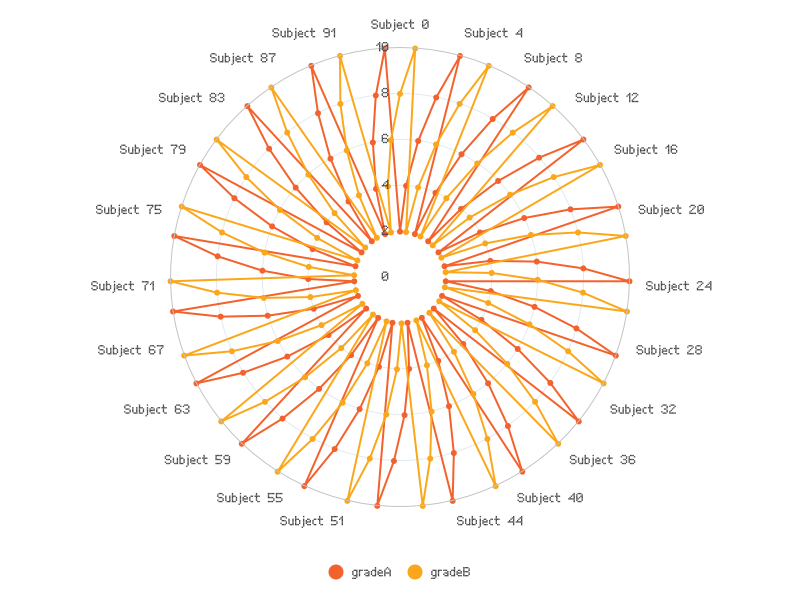 Subject 0
Subject 91
Subject 4
10
Subject 87
Subject 8
8
Subject 83
Subject 12
6
Subject 79
Subject 16
4
Subject 75
Subject 20
2
0
Subject 71
Subject 24
Subject 67
Subject 28
Subject 63
Subject 32
Subject 59
Subject 36
Subject 55
Subject 40
Subject 51
Subject 44
gradeA
gradeB